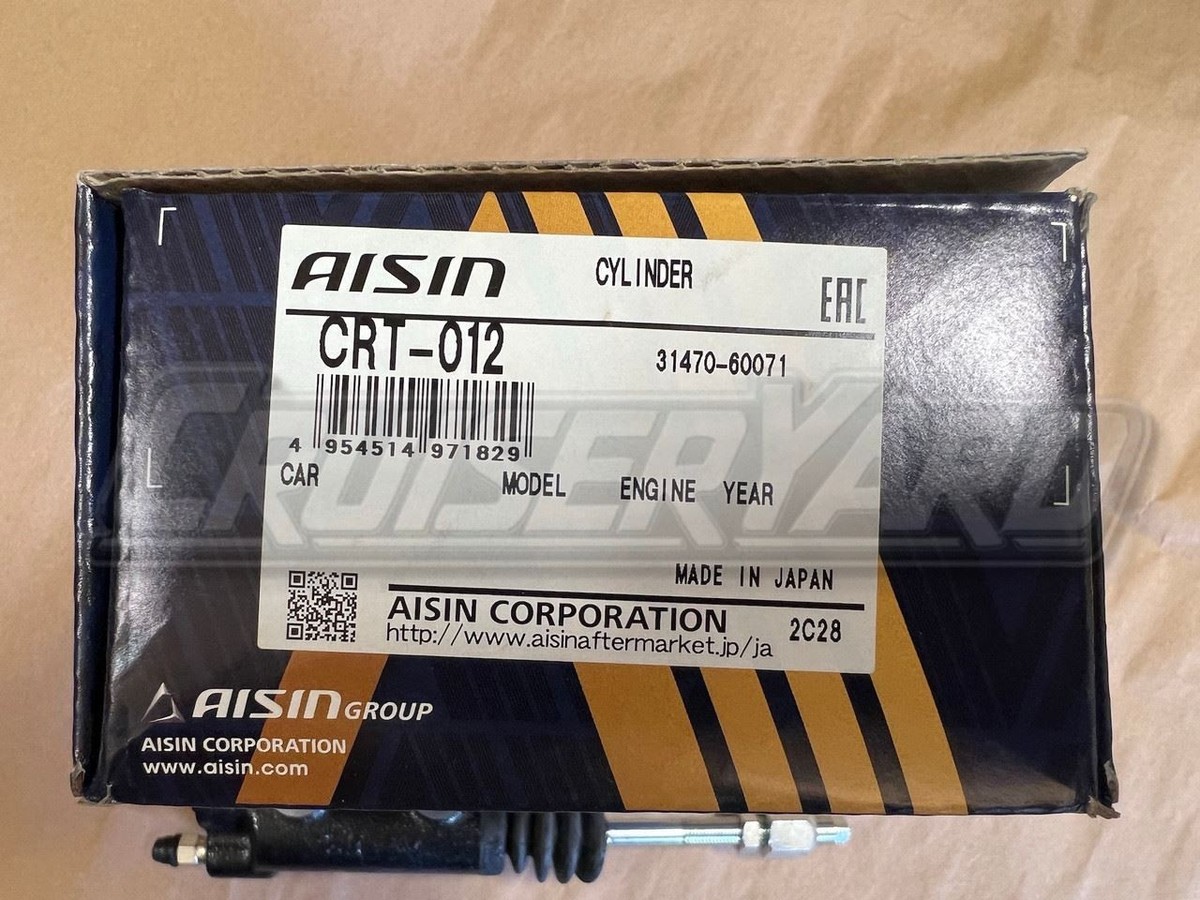 AISIN
CYLINDER
EAC
CRT-012
31470-60071
4 954514 971829
CAR MODEL ENGINE YEAR
CRUISERYARD
MADE IN JAPAN
AISIN CORPORATION
2C28
http://www.aisinaftermarket.jp/ja
AISIN GROUP
AISIN CORPORATION
www.aisin.com